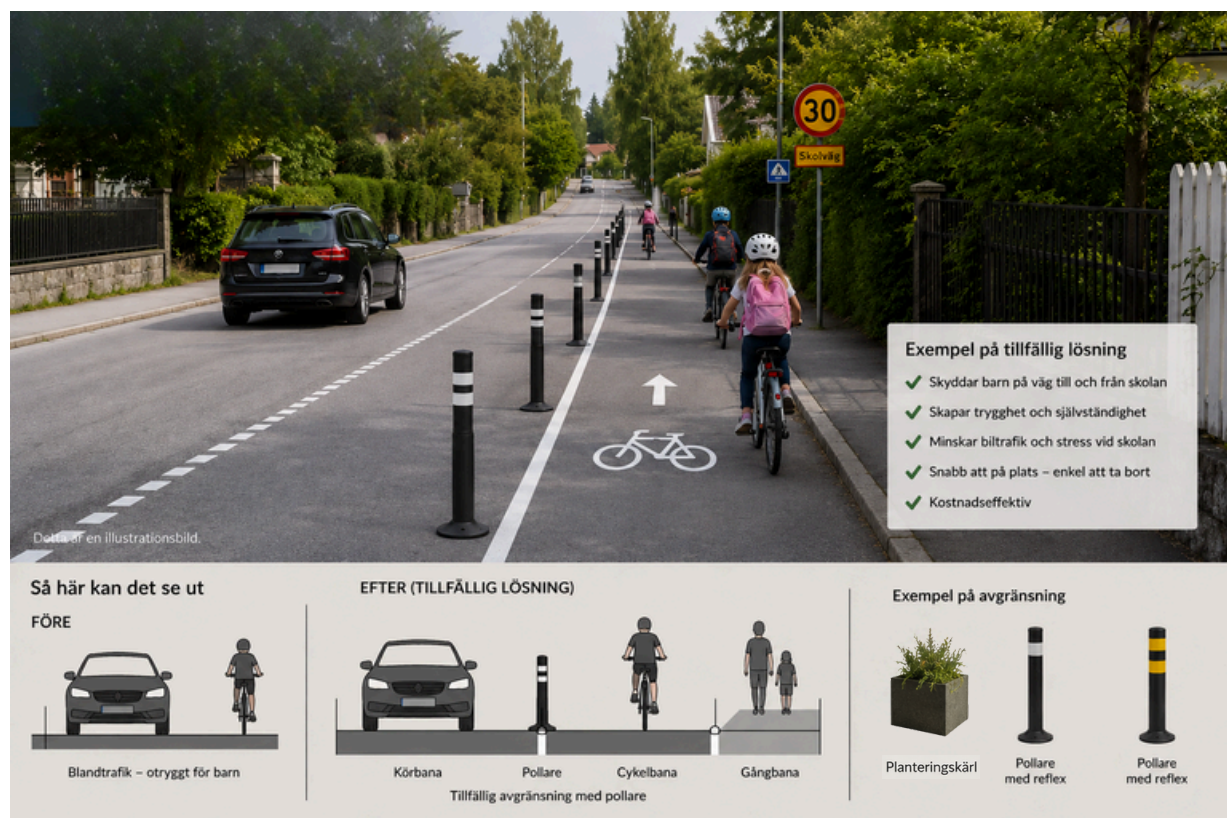 30
Skolväg
Exempel på tillfällig lösning
Skyddar barn på väg till och från skolan
Skapar trygghet och självständighet
Minskar biltrafik och stress vid skolan
Snabb att på plats – enkel att ta bort
Kostnadseffektiv
Detta är en illustrationsbild.
Så här kan det se ut
FÖRE
Blandtrafik – otryggt för barn
EFTER (TILLFÄLLIG LÖSNING)
Körbana
Pollare
Cykelbana
Gångbana
Tillfällig avgränsning med pollare
Exempel på avgränsning
Planteringskärl
Pollare
med reflex
Pollare
med reflex